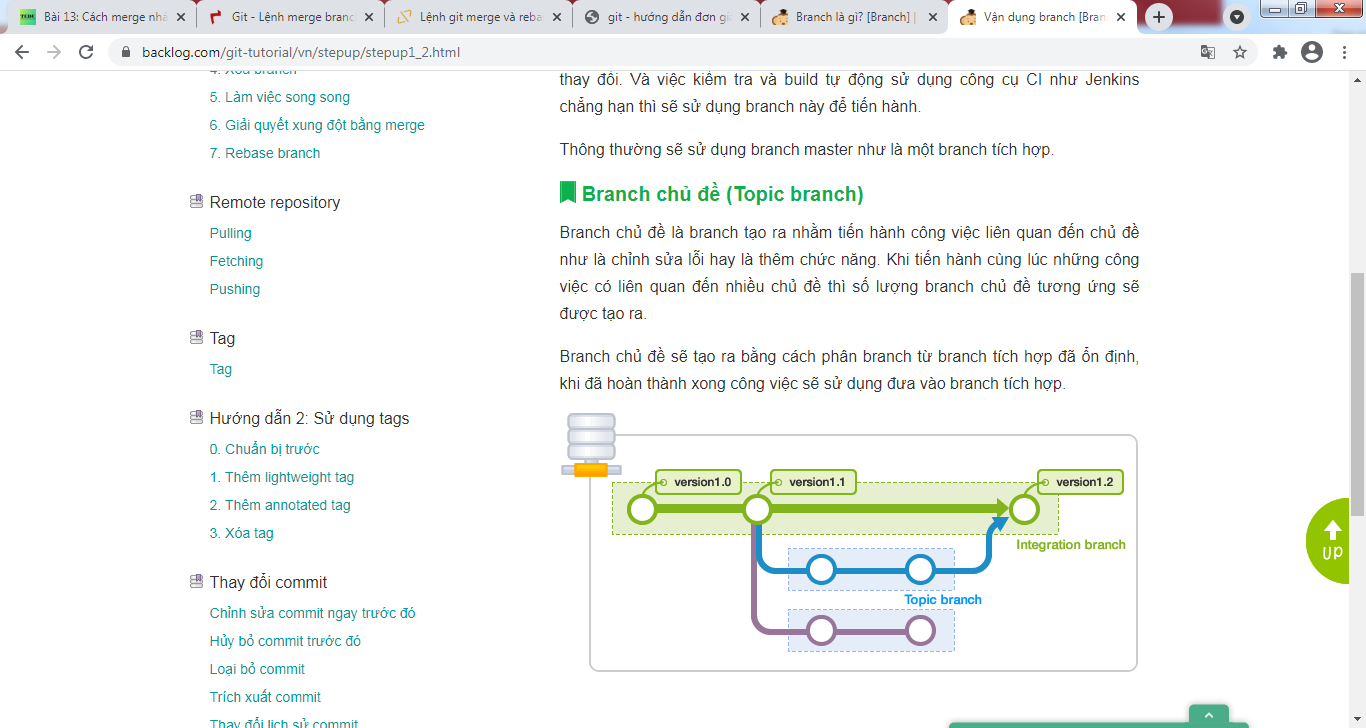 Bài 13: Cách merge nhá
Git - Lệnh merge branc
Lệnh git merge và reba
git - hướng dẫn đơn giả
Branch là gì? [Branch] |
Vận dụng branch [Bran
backlog.com/git-tutorial/vn/stepup/stepup1_2.html
4. Xóa branch
5. Làm việc song song
6. Giải quyết xung đột bằng merge
7. Rebase branch
Remote repository
Pulling
Fetching
Pushing
Tag
Tag
Hướng dẫn 2: Sử dụng tags
0. Chuẩn bị trước
1. Thêm lightweight tag
2. Thêm annotated tag
3. Xóa tag
Thay đổi commit
Chỉnh sửa commit ngay trước đó
Hủy bỏ commit trước đó
Loại bỏ commit
Trích xuất commit
Thay đổi lịch sử commit
thay đổi. Và việc kiểm tra và build tự động sử dụng công cụ CI như Jenkins
chẳng hạn thì sẽ sử dụng branch này để tiến hành.
Thông thường sẽ sử dụng branch master như là một branch tích hợp.
Branch chủ đề (Topic branch)
Branch chủ đề là branch tạo ra nhằm tiến hành công việc liên quan đến chủ đề
như là chỉnh sửa lỗi hay là thêm chức năng. Khi tiến hành cùng lúc những công
việc có liên quan đến nhiều chủ đề thì số lượng branch chủ đề tương ứng sẽ
được tạo ra.
Branch chủ đề sẽ tạo ra bằng cách phân branch từ branch tích hợp đã ổn định,
khi đã hoàn thành xong công việc sẽ sử dụng đưa vào branch tích hợp.
version1.0
version1.1
version1.2
Integration branch
Topic branch
UP